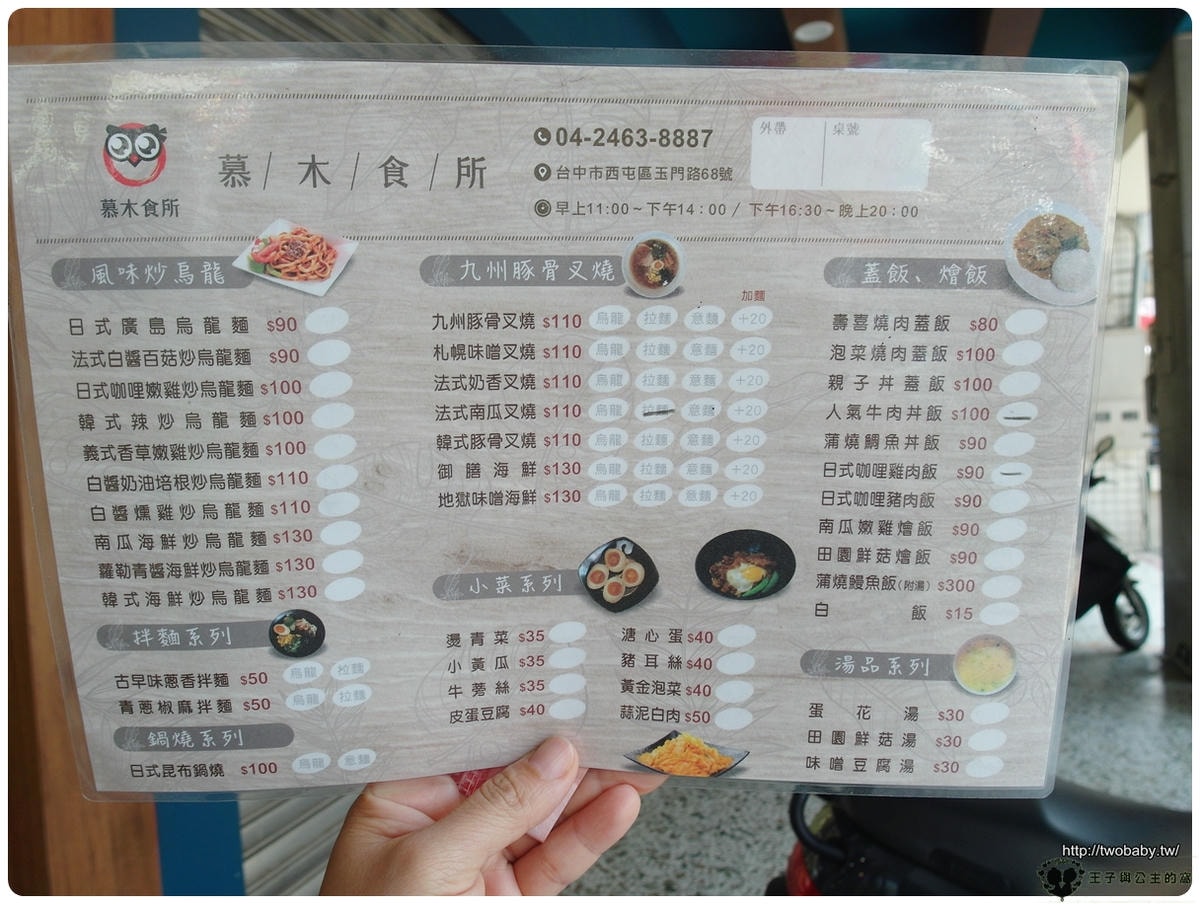 慕木食所
慕/木/食/所
04-2463-8887
台中市西屯區玉門路68號
早上11:00~下午14:00 / 下午16:30~晚上20:00
外帶 桌號
風味炒烏龍
日式廣島烏龍麵 $90
法式白醬百菇炒烏龍麵 $90
日式咖哩嫩雞炒烏龍麵 $100
韓式辣炒烏龍麵 $100
義式香草嫩雞炒烏龍麵 $100
白醬奶油培根炒烏龍麵 $110
白醬燻雞炒烏龍麵 $110
南瓜海鮮炒烏龍麵 $130
蘿勒青醬海鮮炒烏龍麵 $130
韓式海鮮炒烏龍麵 $130
拌麵系列
古早味蔥香拌麵 $50 烏龍 拉麵
青蔥椒麻拌麵 $50 烏龍 拉麵
鍋燒系列
日式昆布鍋燒 $100 烏龍 意麵
九州豚骨叉燒
加麵
九州豚骨叉燒 $110 烏龍 拉麵 意麵 +20
札幌味噌叉燒 $110 烏龍 拉麵 意麵 +20
法式奶香叉燒 $110 烏龍 拉麵 意麵 +20
法式南瓜叉燒 $110 烏龍 拉麵 意麵 +20
韓式豚骨叉燒 $110 烏龍 拉麵 意麵 +20
御膳海鮮 $130 烏龍 拉麵 意麵 +20
地獄味噌海鮮 $130 烏龍 拉麵 意麵 +20
小菜系列
燙青菜 $35
小黃瓜 $35
牛蒡絲 $35
皮蛋豆腐 $40
溏心蛋 $40
豬耳絲 $40
黃金泡菜 $40
蒜泥白肉 $50
蓋飯、燴飯
壽喜燒肉蓋飯 $80
泡菜燒肉蓋飯 $100
親子丼蓋飯 $100
人氣牛肉丼飯 $100
蒲燒鯛魚丼飯 $90
日式咖哩雞肉飯 $90
日式咖哩豬肉飯 $90
南瓜嫩雞燴飯 $90
田園鮮菇燴飯 $90
蒲燒鰻魚飯(附湯) $300
白飯 $15
湯品系列
蛋花湯 $30
田園鮮菇湯 $30
味噌豆腐湯 $30
http://twobaby.tw/
王子與公主的窩